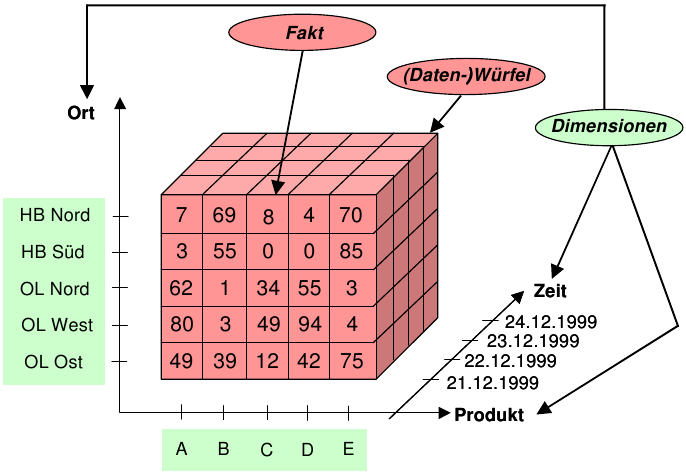 Fakt
(Daten-)Würfel
Ort
Dimensionen
HB Nord 7 69 8 4 70
HB Süd 3 55 0 0 85
OL Nord 62 1 34 55 3
Zeit
OL West 80 3 49 94 4
24.12.1999
23.12.1999
OL Ost 49 39 12 42 75
22.12.1999
21.12.1999
Produkt
A B C D E